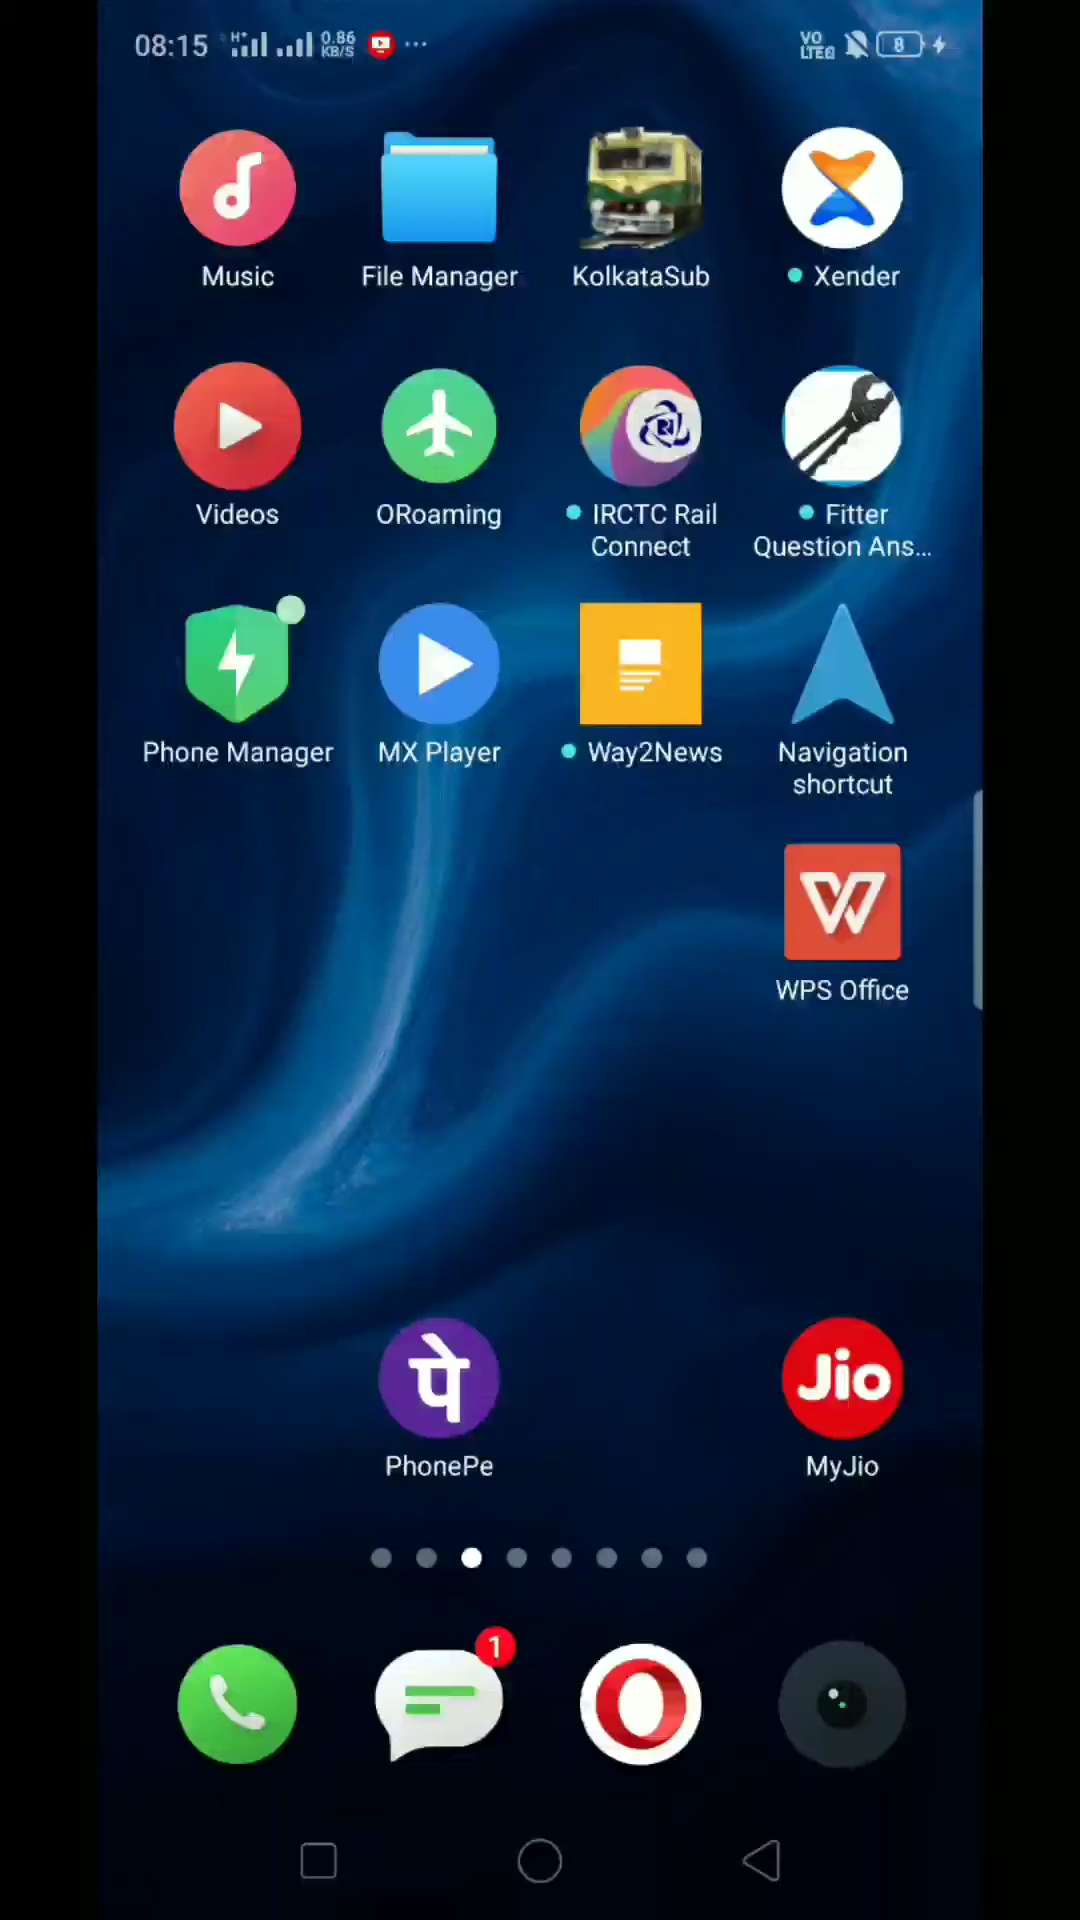 08:15 H+ 0.86 KB/S ... VO LTE2 8
Music File Manager KolkataSub Xender
Videos ORoaming IRCTC Rail Connect Fitter Question Ans...
Phone Manager MX Player Way2News Navigation shortcut
W
WPS Office
पे Jio
PhonePe MyJio
1